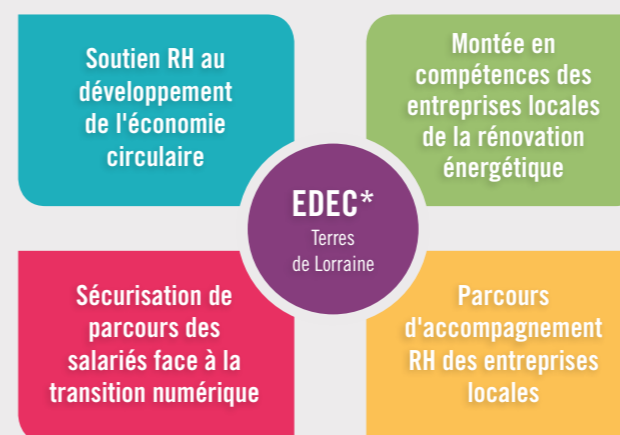 Soutien RH au
développement
de l'économie
circulaire
Montée en
compétences des
entreprises locales
de la rénovation
énergétique
EDEC*
Terres
de Lorraine
Sécurisation de
parcours des
salariés face à la
transition numérique
Parcours
d'accompagnement
RH des entreprises
locales